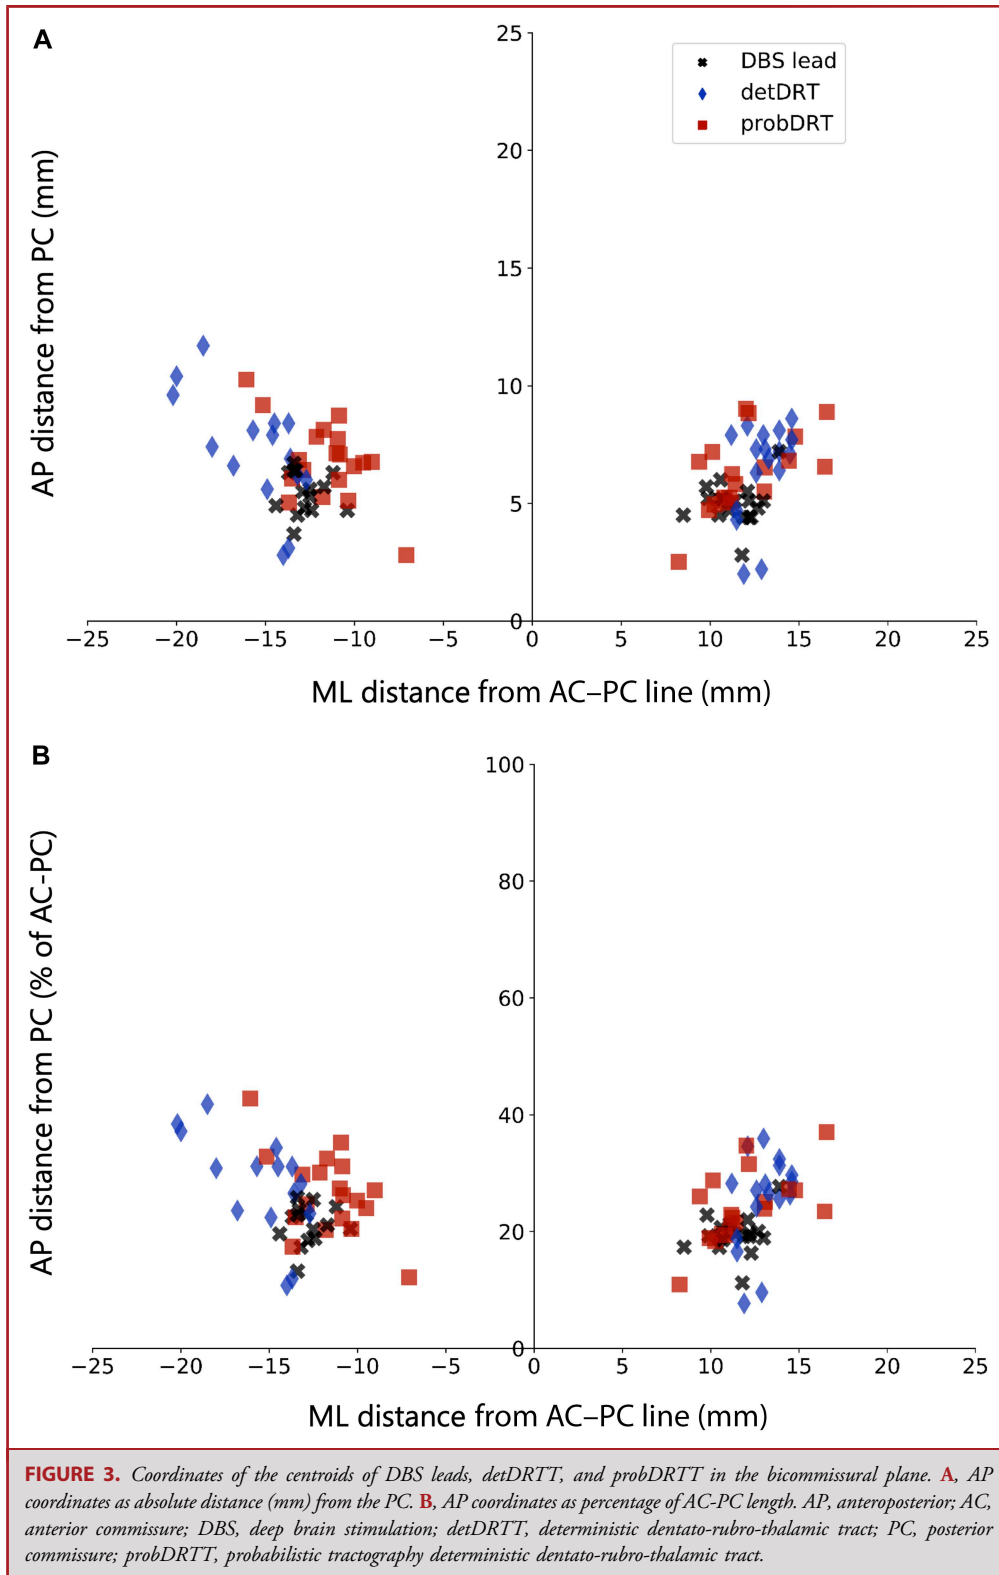 A
25
20
15
10
5
0
DBS lead
detDRT
probDRT
AP distance from PC (mm)
−25 −20 −15 −10 −5 0 5 10 15 20 25
ML distance from AC–PC line (mm)
B
100
80
60
40
20
0
AP distance from PC (% of AC-PC)
−25 −20 −15 −10 −5 0 5 10 15 20 25
ML distance from AC–PC line (mm)
FIGURE 3. Coordinates of the centroids of DBS leads, detDRTT, and probDRTT in the bicommissural plane. A, AP
coordinates as absolute distance (mm) from the PC. B, AP coordinates as percentage of AC-PC length. AP, anteroposterior; AC,
anterior commissure; DBS, deep brain stimulation; detDRTT, deterministic dentato-rubro-thalamic tract; PC, posterior
commissure; probDRTT, probabilistic tractography deterministic dentato-rubro-thalamic tract.